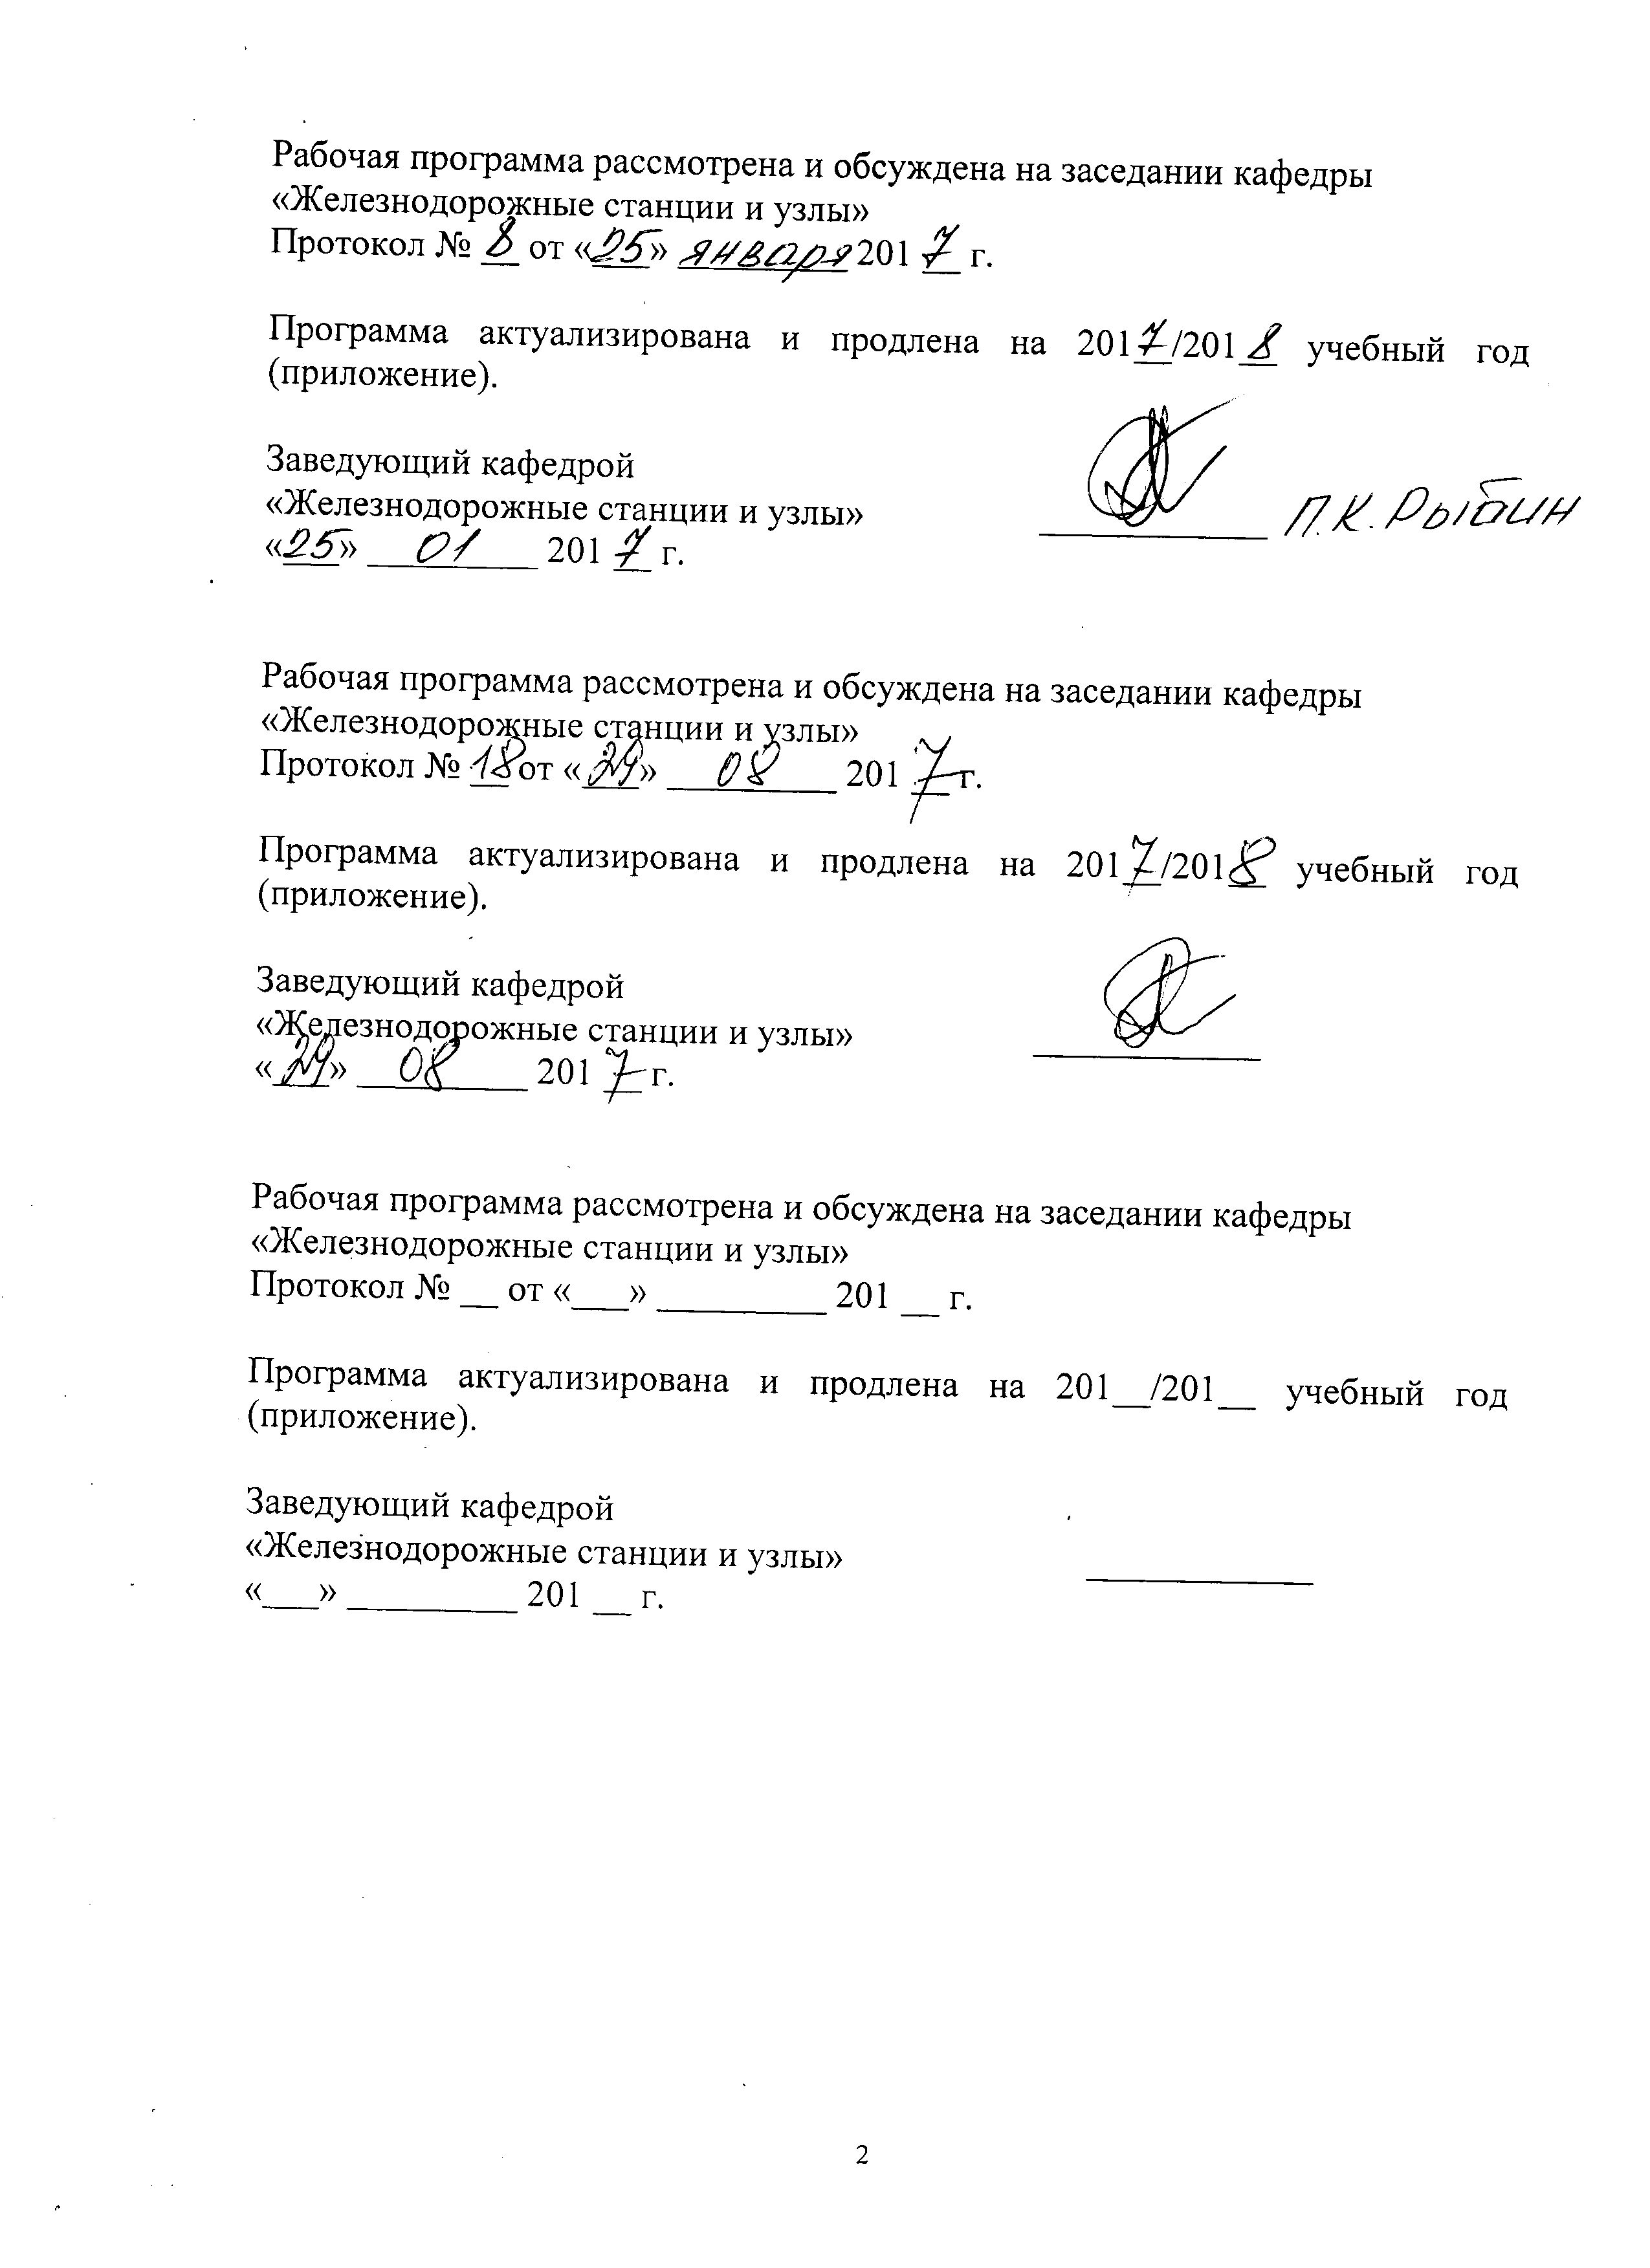 Рабочая программа рассмотрена и обсуждена на заседании кафедры
«Железнодорожные станции и узлы»
Протокол № 8 от «25» января 2017 г.
Программа актуализирована и продлена на 2017/2018 учебный год
(приложение).
Заведующий кафедрой
«Железнодорожные станции и узлы» П.К. Рыбин
«25» 01 2017 г.
Рабочая программа рассмотрена и обсуждена на заседании кафедры
«Железнодорожные станции и узлы»
Протокол № 18 от «29» 08 2017 г.
Программа актуализирована и продлена на 2017/2018 учебный год
(приложение).
Заведующий кафедрой
«Железнодорожные станции и узлы»
«29» 08 2017 г.
Рабочая программа рассмотрена и обсуждена на заседании кафедры
«Железнодорожные станции и узлы»
Протокол № __ от «___» _________ 201 __ г.
Программа актуализирована и продлена на 201__/201__ учебный год
(приложение).
Заведующий кафедрой
«Железнодорожные станции и узлы» ____________
«___» _________ 201 __ г.
2